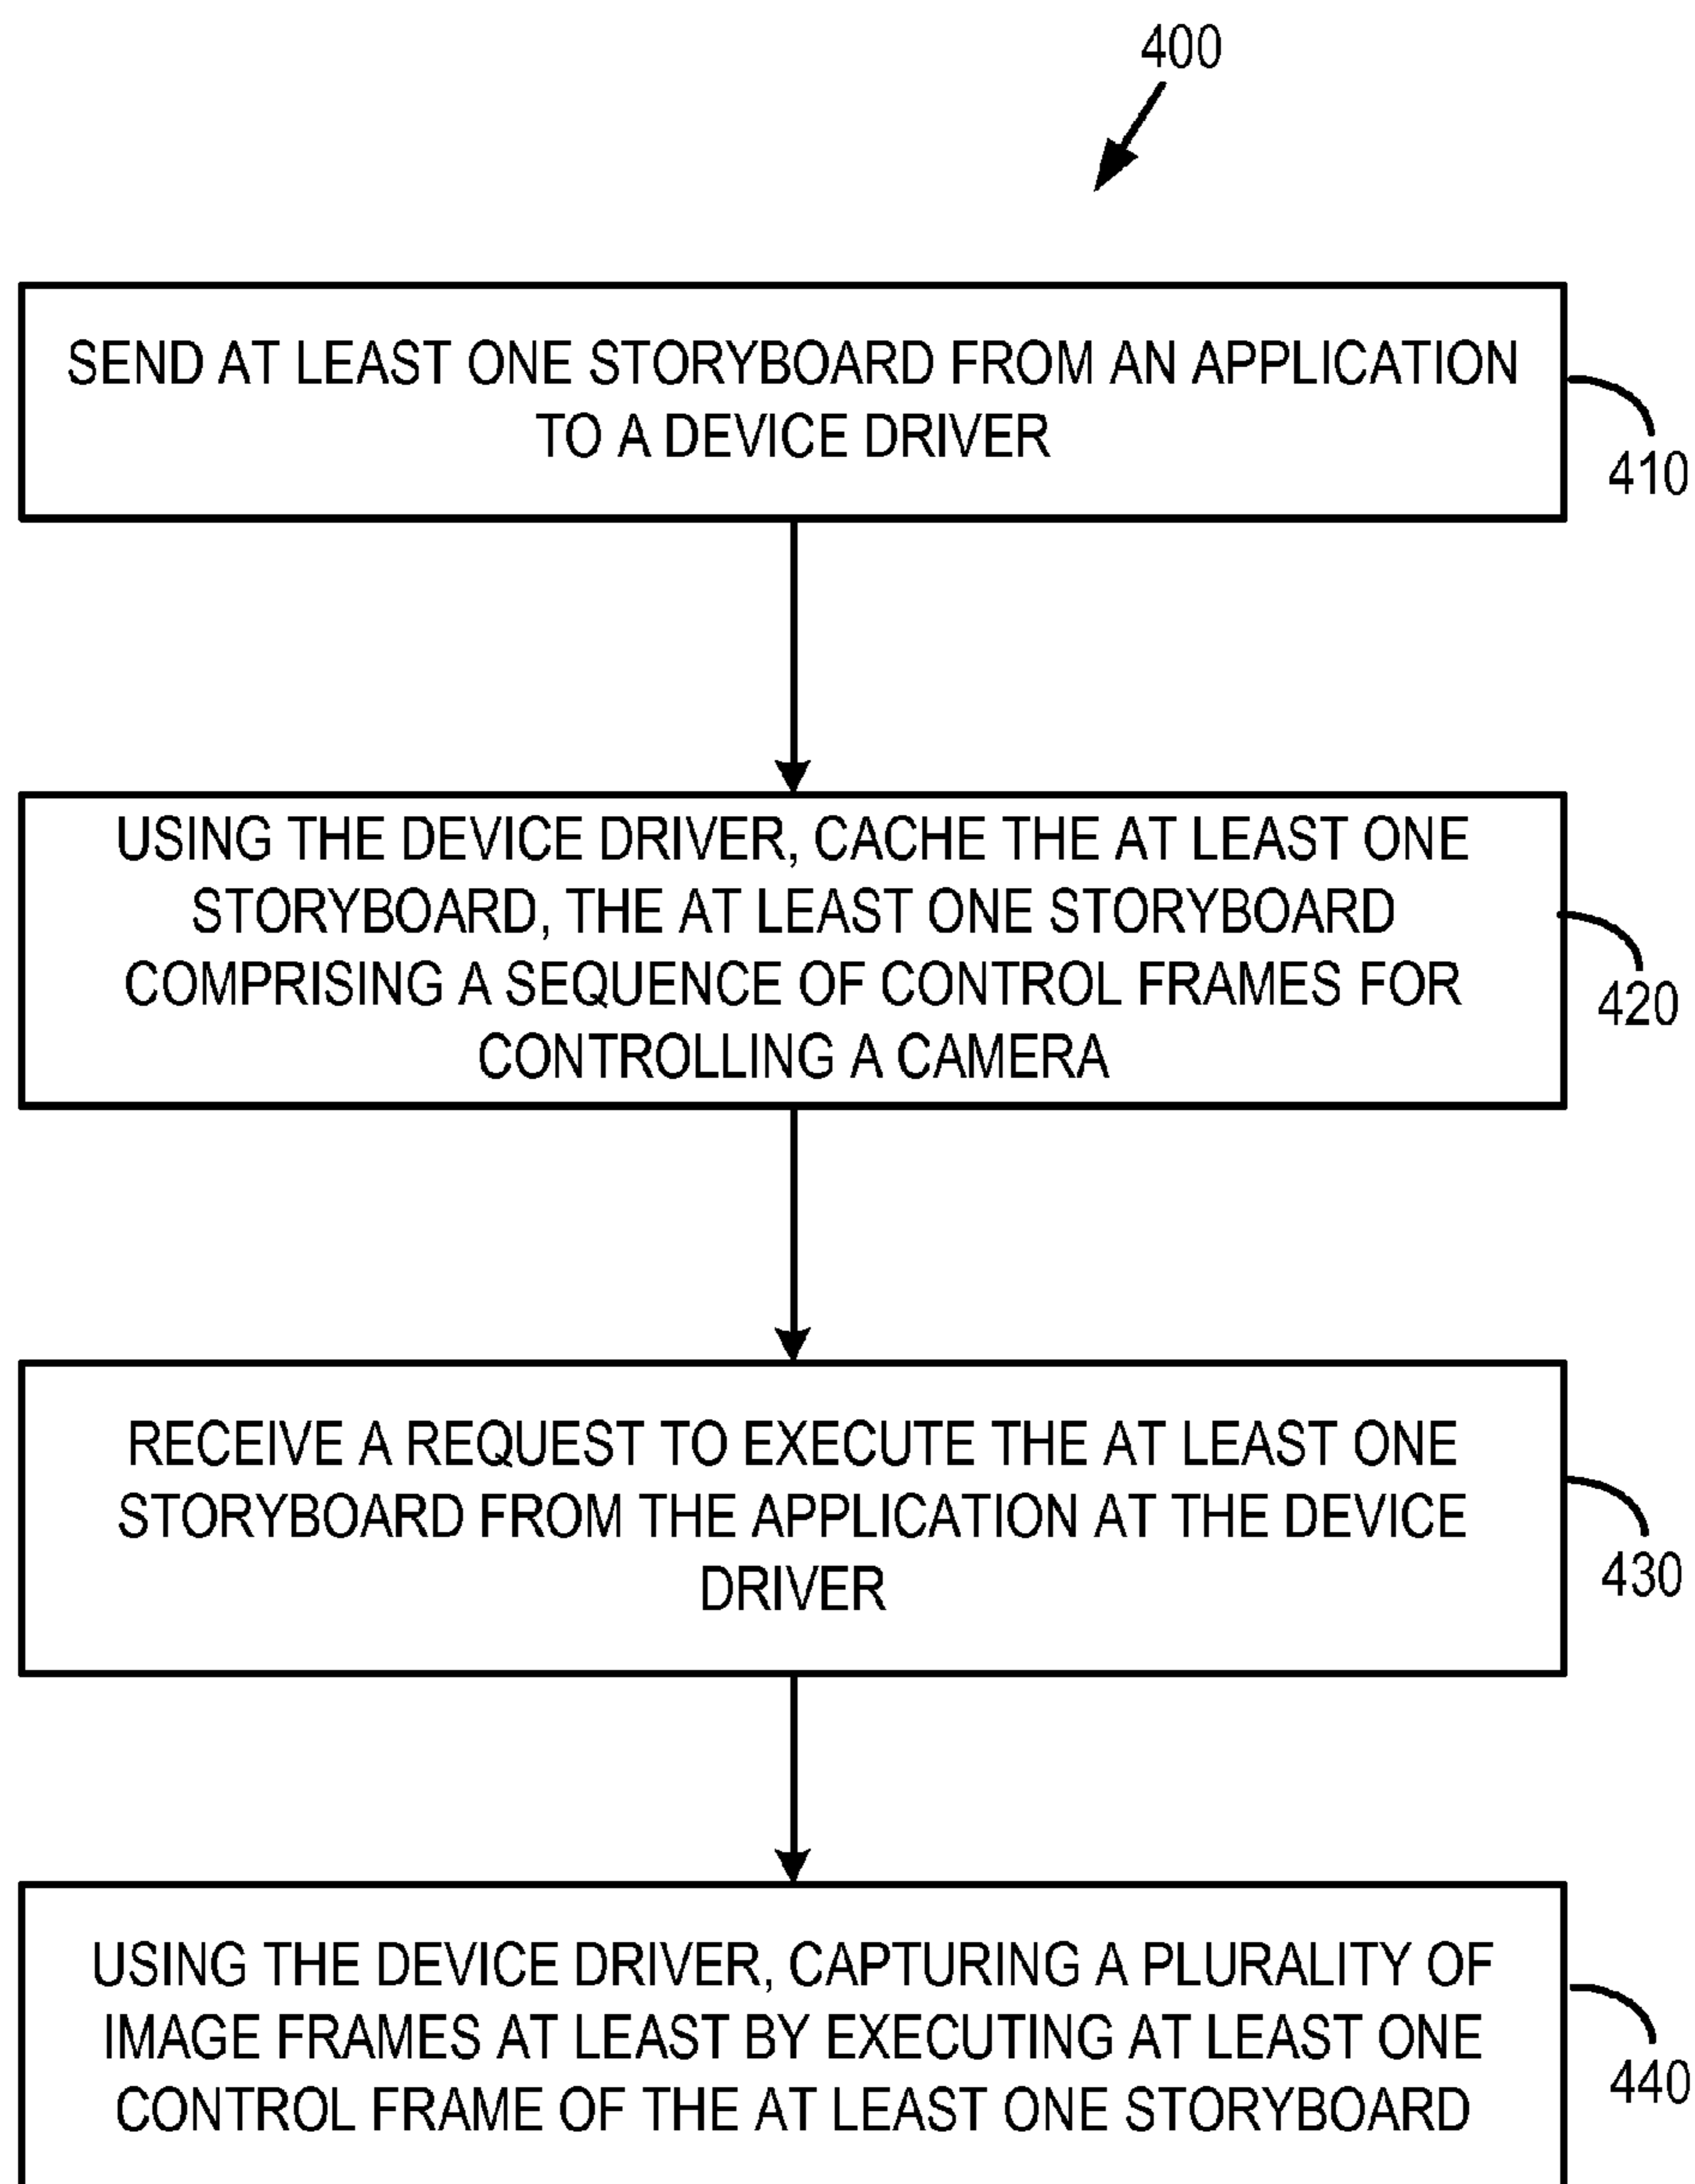 400
SEND AT LEAST ONE STORYBOARD FROM AN APPLICATION
TO A DEVICE DRIVER
410
USING THE DEVICE DRIVER, CACHE THE AT LEAST ONE
STORYBOARD, THE AT LEAST ONE STORYBOARD
COMPRISING A SEQUENCE OF CONTROL FRAMES FOR
CONTROLLING A CAMERA
420
RECEIVE A REQUEST TO EXECUTE THE AT LEAST ONE
STORYBOARD FROM THE APPLICATION AT THE DEVICE
DRIVER
430
USING THE DEVICE DRIVER, CAPTURING A PLURALITY OF
IMAGE FRAMES AT LEAST BY EXECUTING AT LEAST ONE
CONTROL FRAME OF THE AT LEAST ONE STORYBOARD
440